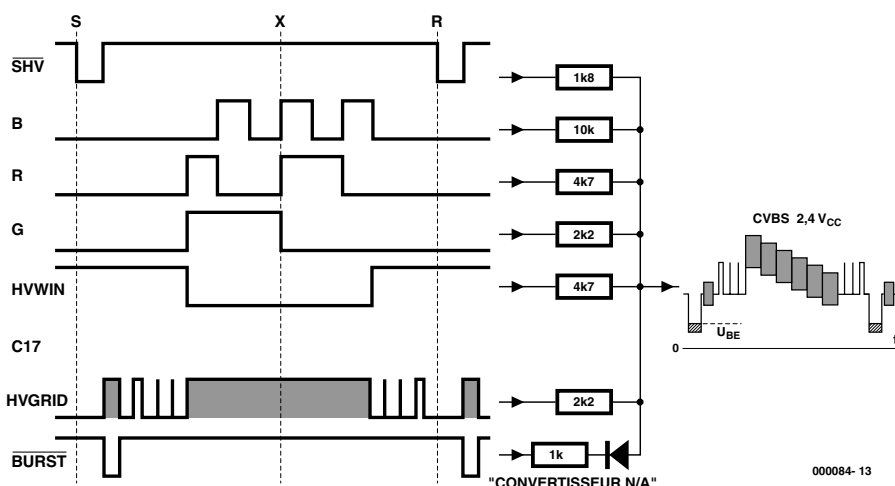 S X R
SHV
1k8
B
10k
R
4k7
G
2k2
CVBS 2,4 VCC
HVWIN
4k7
UBE
0
t
C17
HVGRID
2k2
BURST
1k
"CONVERTISSEUR N/A"
000084- 13